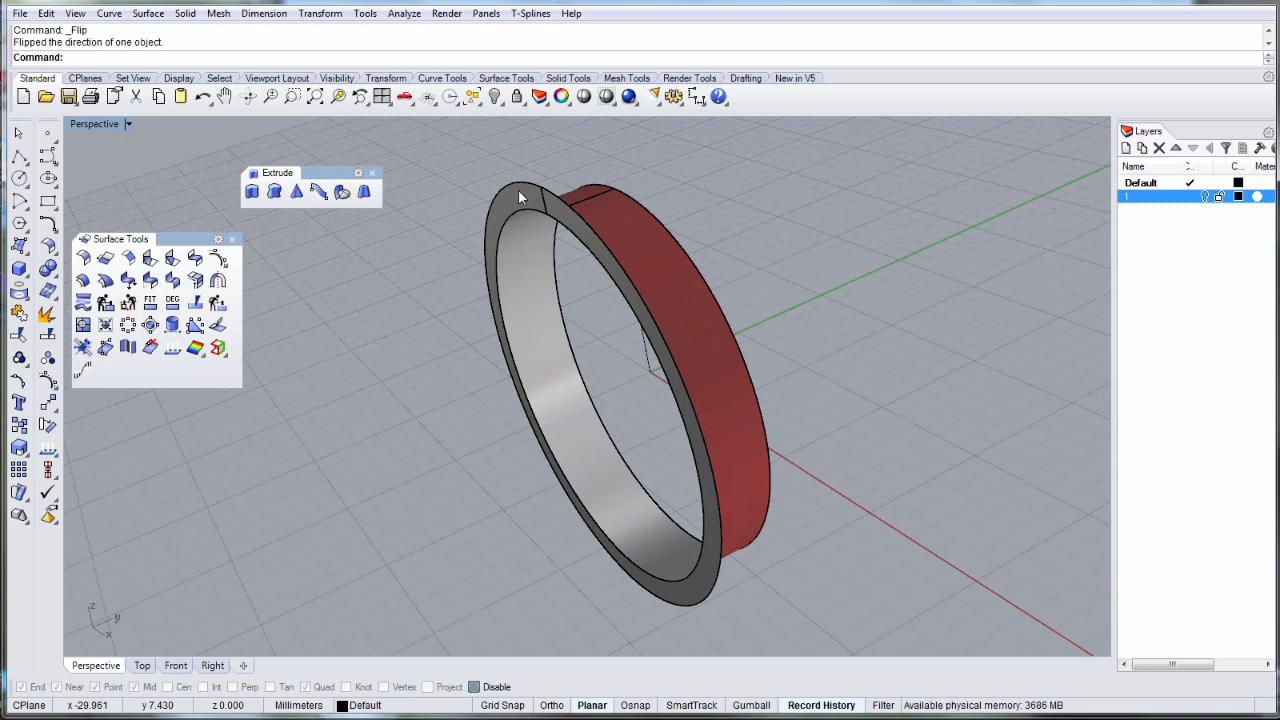 File Edit View Curve Surface Solid Mesh Dimension Transform Tools Analyze Render Panels T-Splines Help
Command: _Flip
Flipped the direction of one object.
Command:
Standard CPlanes Set View Display Select Viewport Layout Visibility Transform Curve Tools Surface Tools Solid Tools Mesh Tools Render Tools Drafting New in V5
Perspective
Layers
Name C... Mater
Default
1
Extrude
Surface Tools
FIT DEG
z
y
x
Perspective Top Front Right
End Near Point Mid Cen Int Perp Tan Quad Knot Vertex Project Disable
CPlane x -29.961 y 7.430 z 0.000 Millimeters Default Grid Snap Ortho Planar Osnap SmartTrack Gumball Record History Filter Available physical memory: 3686 MB